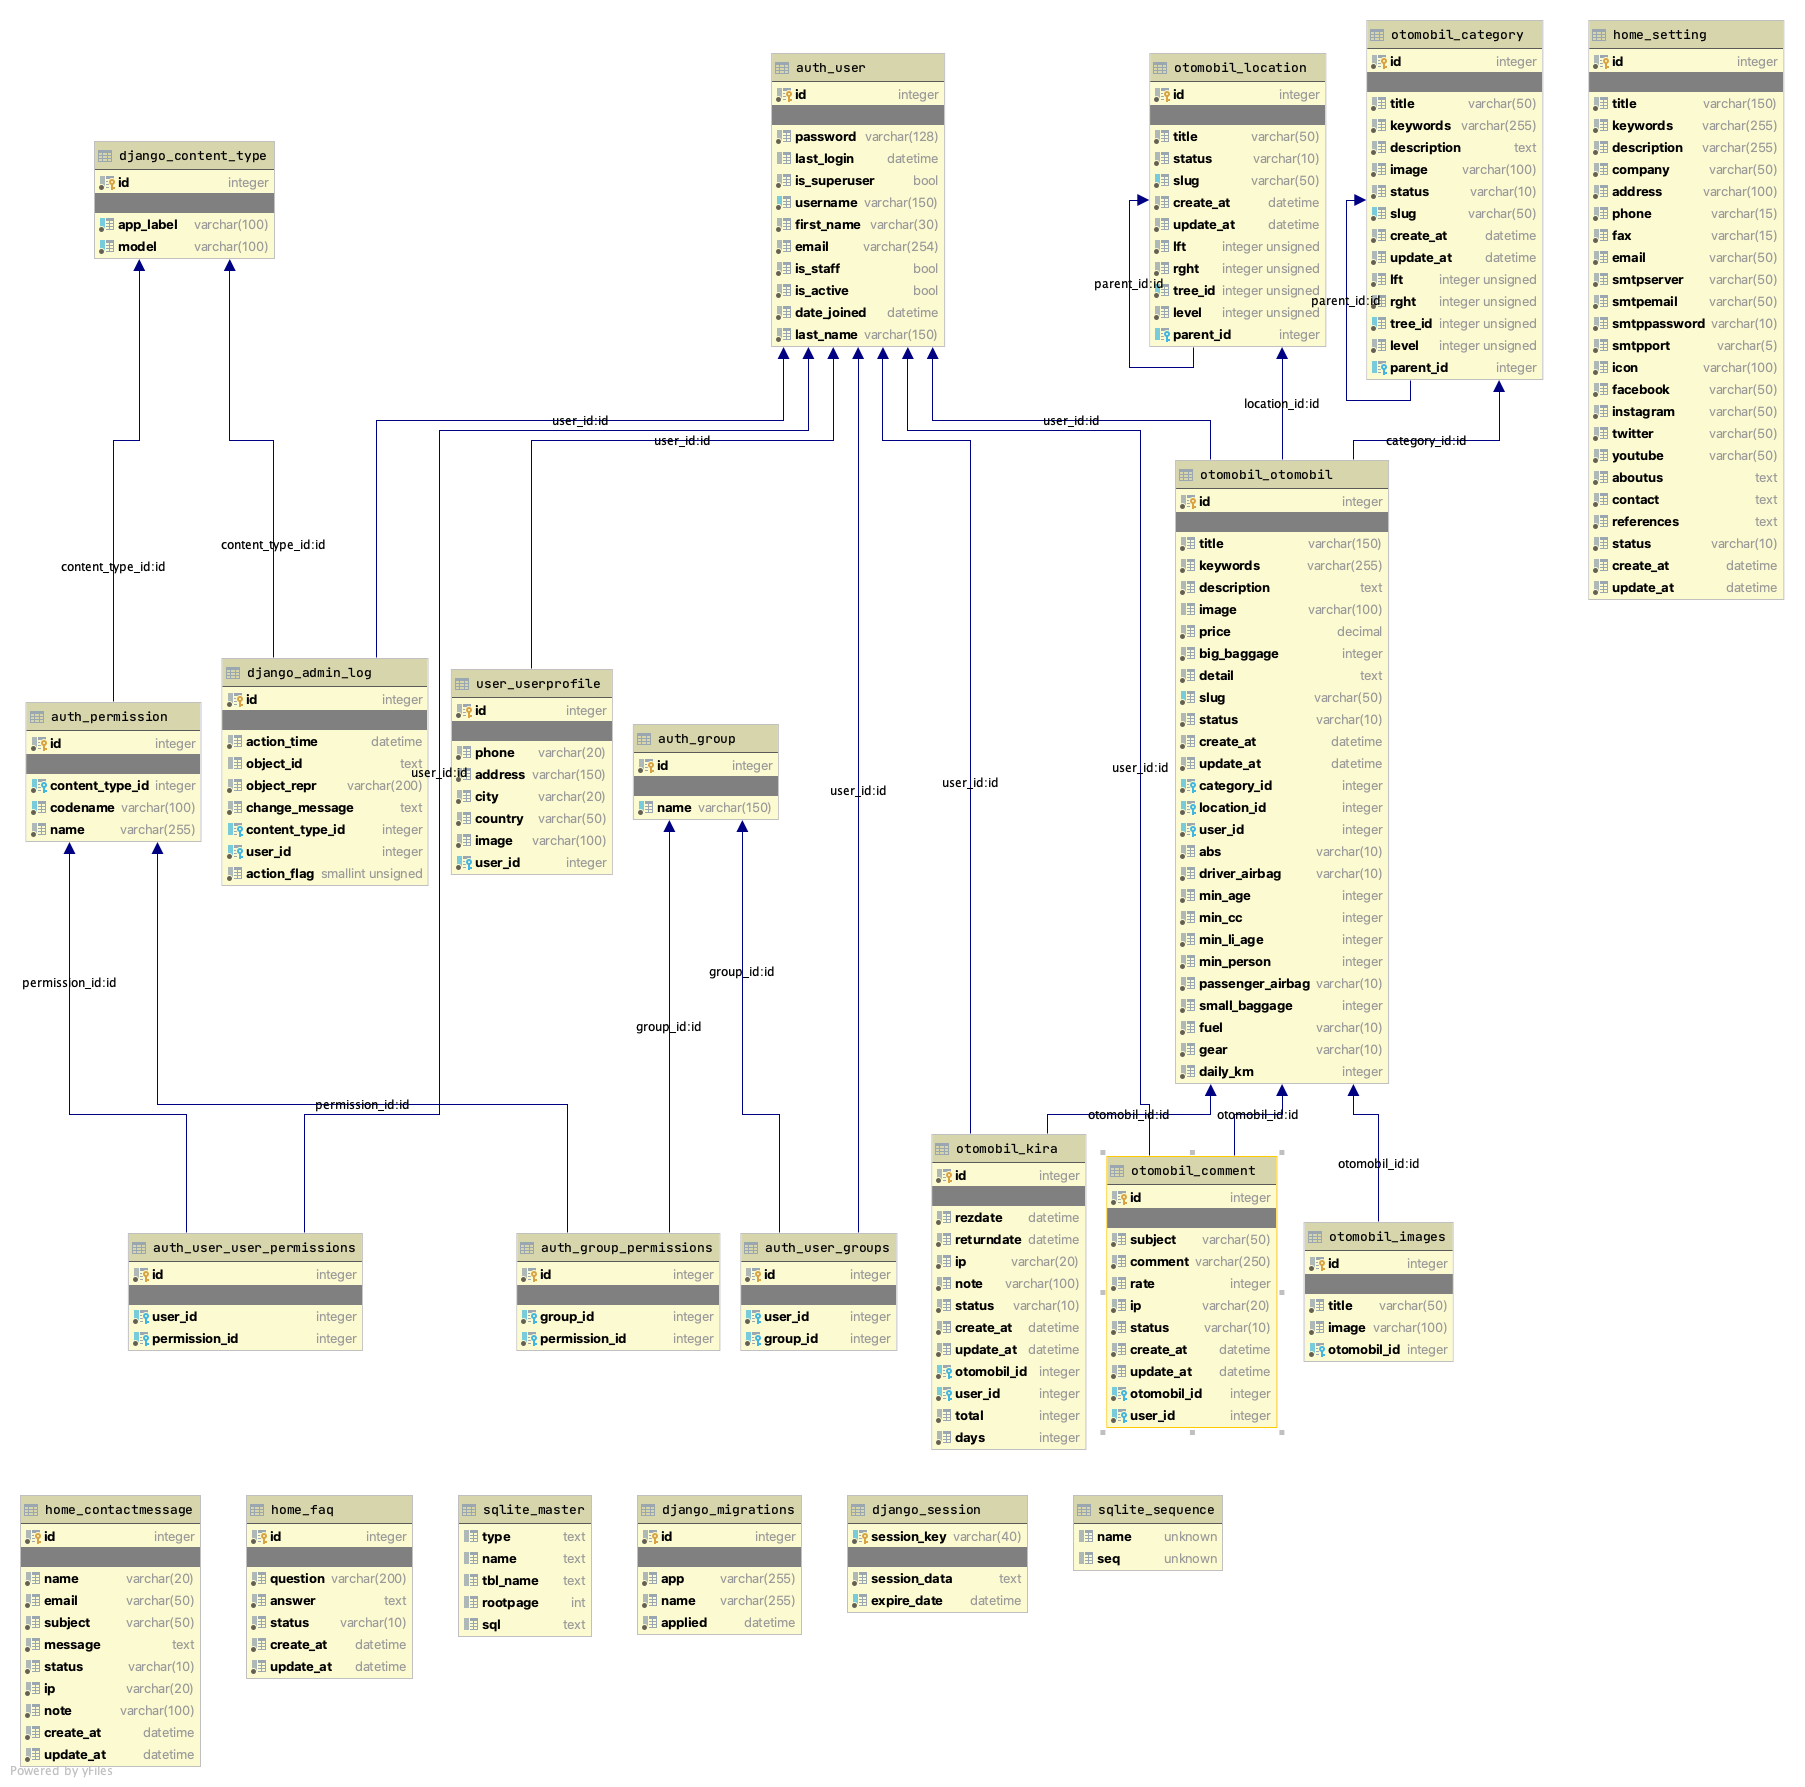 otomobil_category
id integer
title varchar(50)
keywords varchar(255)
description text
image varchar(100)
status varchar(10)
slug varchar(50)
create_at datetime
update_at datetime
lft integer unsigned
rght integer unsigned
tree_id integer unsigned
level integer unsigned
parent_id integer
parent_id:id
home_setting
id integer
title varchar(150)
keywords varchar(255)
description varchar(255)
company varchar(50)
address varchar(100)
phone varchar(15)
fax varchar(15)
email varchar(50)
smtpserver varchar(50)
smtpemail varchar(50)
smtppassword varchar(10)
smtpport varchar(5)
icon varchar(100)
facebook varchar(50)
instagram varchar(50)
twitter varchar(50)
youtube varchar(50)
aboutus text
contact text
references text
status varchar(10)
create_at datetime
update_at datetime
auth_user
id integer
password varchar(128)
last_login datetime
is_superuser bool
username varchar(150)
first_name varchar(30)
email varchar(254)
is_staff bool
is_active bool
date_joined datetime
last_name varchar(150)
otomobil_location
id integer
title varchar(50)
status varchar(10)
slug varchar(50)
create_at datetime
update_at datetime
lft integer unsigned
rght integer unsigned
tree_id integer unsigned
level integer unsigned
parent_id integer
parent_id:id
django_content_type
id integer
app_label varchar(100)
model varchar(100)
location_id:id
user_id:id
user_id:id
user_id:id
category_id:id
content_type_id:id
content_type_id:id
otomobil_otomobil
id integer
title varchar(150)
keywords varchar(255)
description text
image varchar(100)
price decimal
big_baggage integer
detail text
slug varchar(50)
status varchar(10)
create_at datetime
update_at datetime
category_id integer
location_id integer
user_id integer
abs varchar(10)
driver_airbag varchar(10)
min_age integer
min_cc integer
min_li_age integer
min_person integer
passenger_airbag varchar(10)
small_baggage integer
fuel varchar(10)
gear varchar(10)
daily_km integer
django_admin_log
id integer
action_time datetime
object_id text
object_repr varchar(200)
change_message text
content_type_id integer
user_id integer
action_flag smallint unsigned
user_userprofile
id integer
phone varchar(20)
address varchar(150)
city varchar(20)
country varchar(50)
image varchar(100)
user_id integer
auth_permission
id integer
content_type_id integer
codename varchar(100)
name varchar(255)
auth_group
id integer
name varchar(150)
user_id:id
user_id:id
user_id:id
user_id:id
permission_id:id
group_id:id
group_id:id
permission_id:id
otomobil_id:id
otomobil_id:id
otomobil_id:id
otomobil_kira
id integer
rezdate datetime
returndate datetime
ip varchar(20)
note varchar(100)
status varchar(10)
create_at datetime
update_at datetime
otomobil_id integer
user_id integer
total integer
days integer
otomobil_comment
id integer
subject varchar(50)
comment varchar(250)
rate integer
ip varchar(20)
status varchar(10)
create_at datetime
update_at datetime
otomobil_id integer
user_id integer
otomobil_images
id integer
title varchar(50)
image varchar(100)
otomobil_id integer
auth_user_user_permissions
id integer
user_id integer
permission_id integer
auth_group_permissions
id integer
group_id integer
permission_id integer
auth_user_groups
id integer
user_id integer
group_id integer
home_contactmessage
id integer
name varchar(20)
email varchar(50)
subject varchar(50)
message text
status varchar(10)
ip varchar(20)
note varchar(100)
create_at datetime
update_at datetime
home_faq
id integer
question varchar(200)
answer text
status varchar(10)
create_at datetime
update_at datetime
sqlite_master
type text
name text
tbl_name text
rootpage int
sql text
django_migrations
id integer
app varchar(255)
name varchar(255)
applied datetime
django_session
session_key varchar(40)
session_data text
expire_date datetime
sqlite_sequence
name unknown
seq unknown
Powered by yFiles